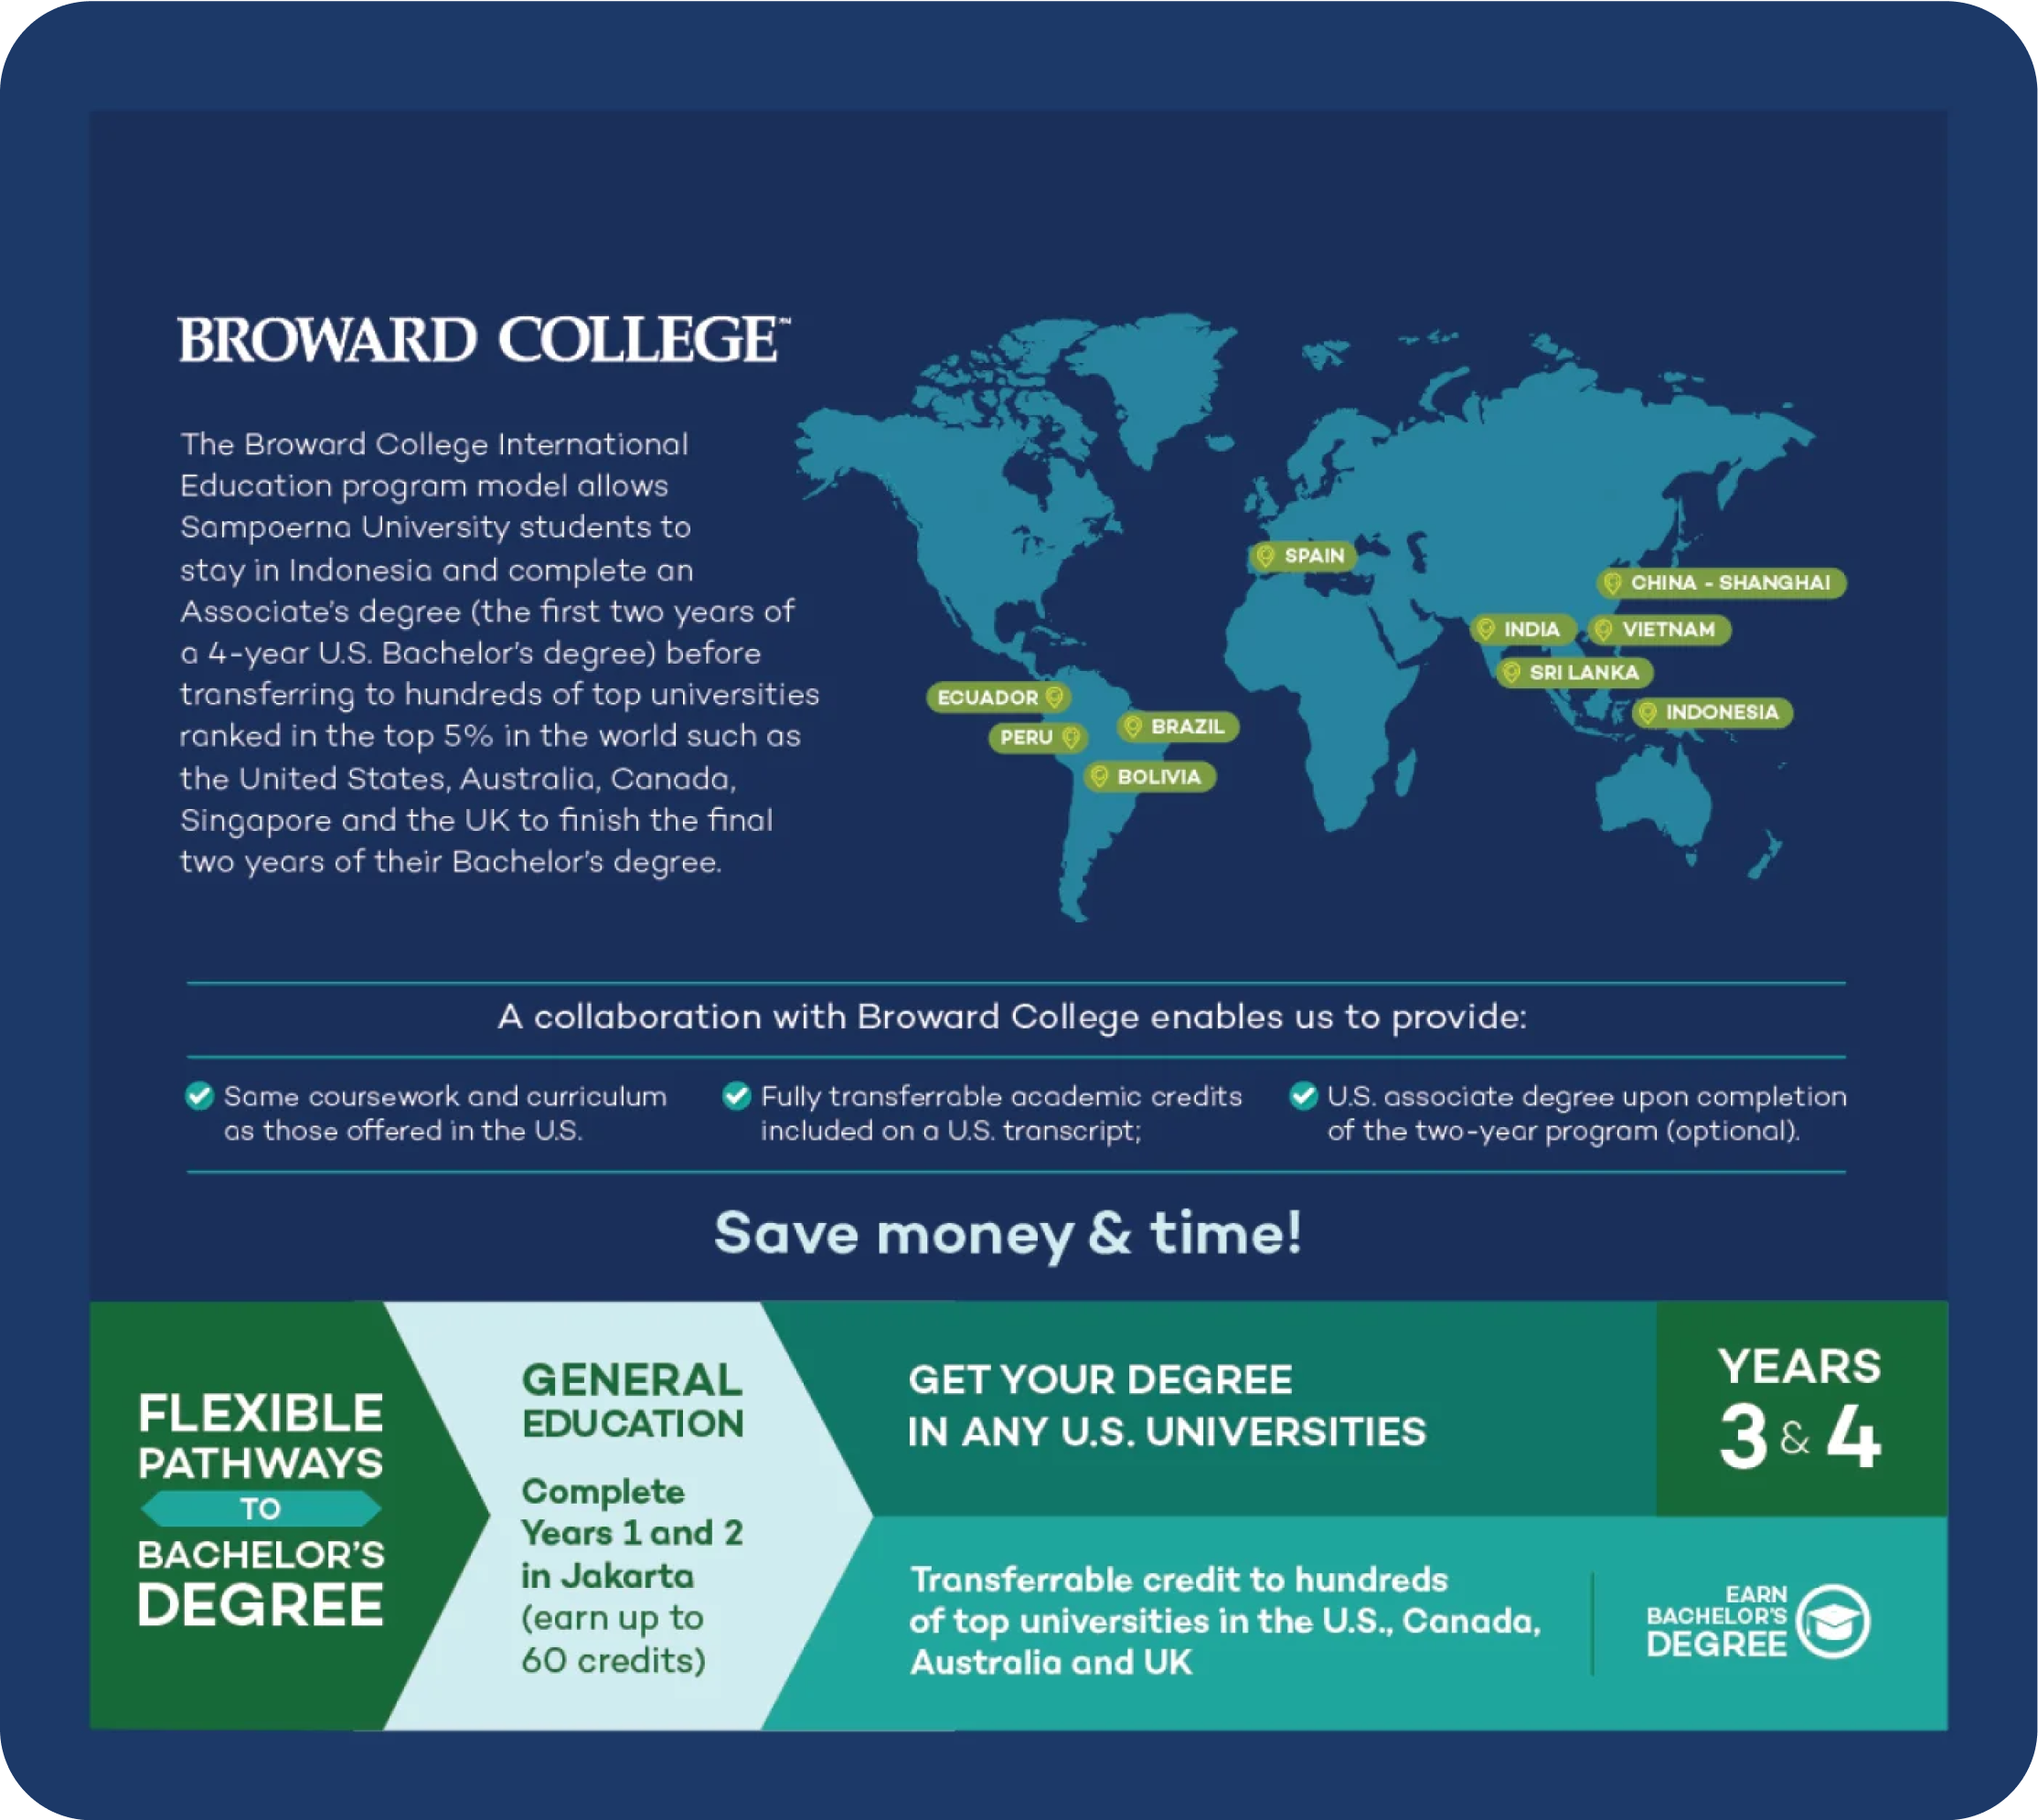 BROWARD COLLEGE™
The Broward College International
Education program model allows
Sampoerna University students to
stay in Indonesia and complete an
Associate's degree (the first two years of
a 4-year U.S. Bachelor's degree) before
transferring to hundreds of top universities
ranked in the top 5% in the world such as
the United States, Australia, Canada,
Singapore and the UK to finish the final
two years of their Bachelor's degree.
SPAIN
CHINA - SHANGHAI
INDIA
VIETNAM
SRI LANKA
INDONESIA
ECUADOR
PERU
BRAZIL
BOLIVIA
A collaboration with Broward College enables us to provide:
Same coursework and curriculum
as those offered in the U.S.
Fully transferrable academic credits
included on a U.S. transcript;
U.S. associate degree upon completion
of the two-year program (optional).
Save money & time!
FLEXIBLE
PATHWAYS
TO
BACHELOR'S
DEGREE
GENERAL
EDUCATION
Complete
Years 1 and 2
in Jakarta
(earn up to
60 credits)
GET YOUR DEGREE
IN ANY U.S. UNIVERSITIES
YEARS
3 & 4
Transferrable credit to hundreds
of top universities in the U.S., Canada,
Australia and UK
EARN
BACHELOR'S
DEGREE